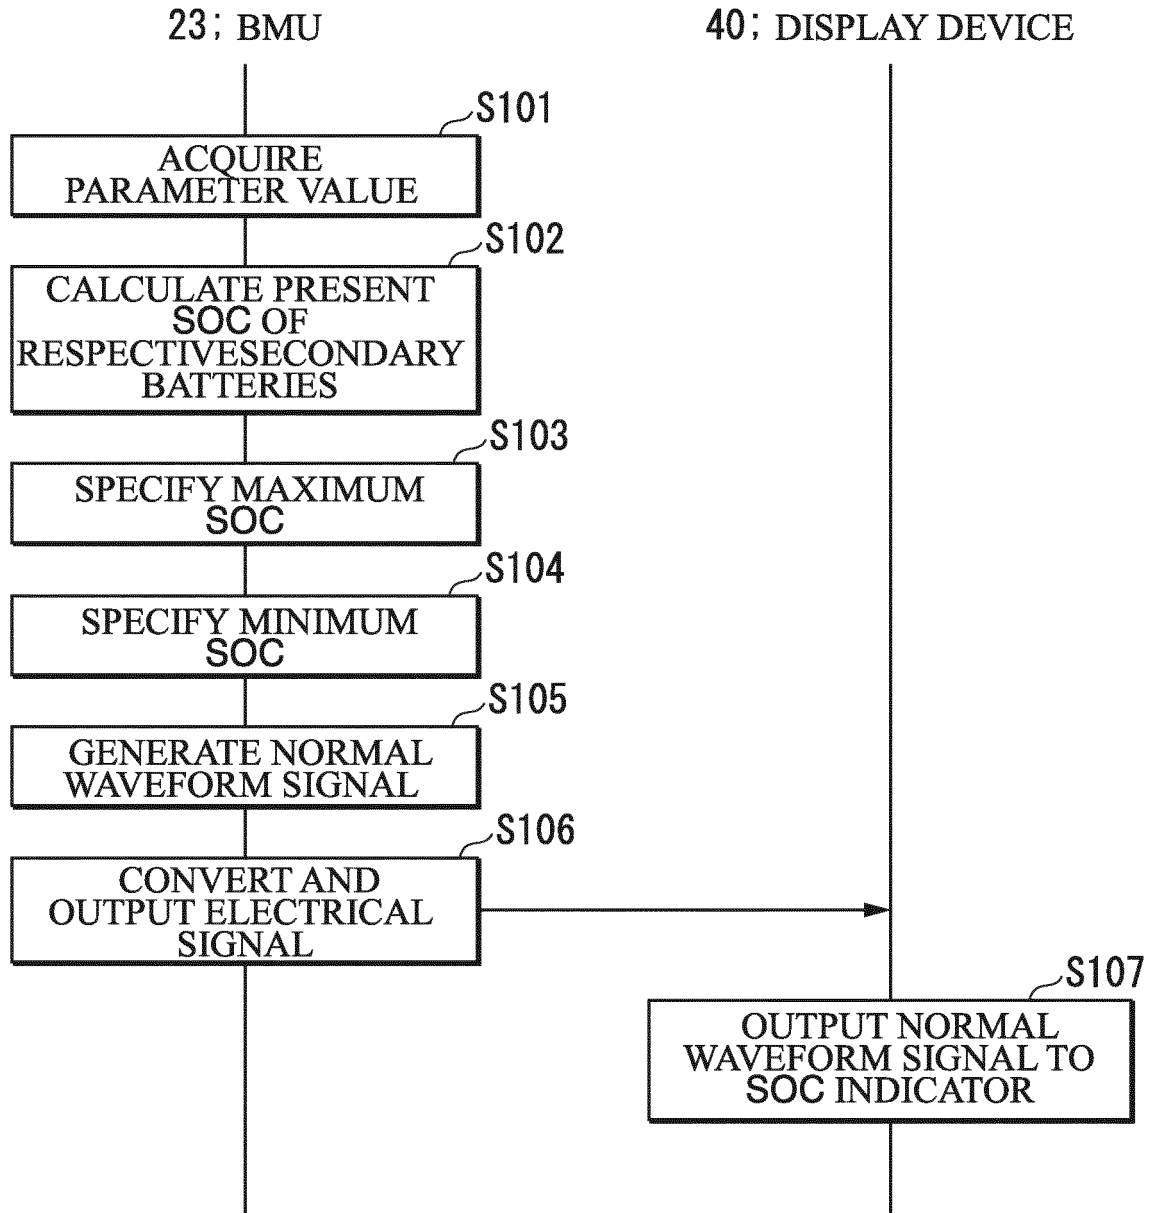 23; BMU
40; DISPLAY DEVICE
S101
ACQUIRE
PARAMETER VALUE
S102
CALCULATE PRESENT
SOC OF
RESPECTIVESECONDARY
BATTERIES
S103
SPECIFY MAXIMUM
SOC
S104
SPECIFY MINIMUM
SOC
S105
GENERATE NORMAL
WAVEFORM SIGNAL
S106
CONVERT AND
OUTPUT ELECTRICAL
SIGNAL
S107
OUTPUT NORMAL
WAVEFORM SIGNAL TO
SOC INDICATOR